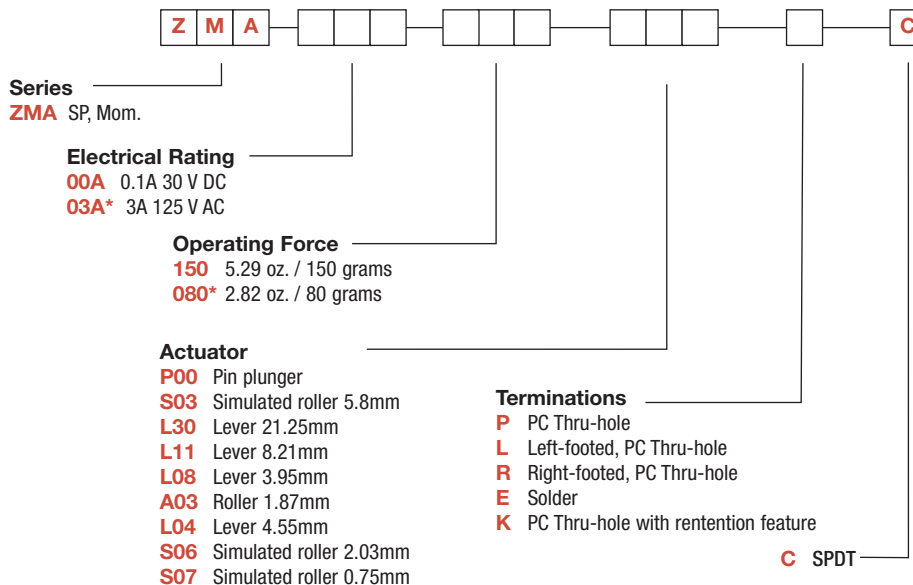 Z M A C
Series
ZMA SP, Mom.
Electrical Rating
00A 0.1A 30 V DC
03A* 3A 125 V AC
Operating Force
150 5.29 oz. / 150 grams
080* 2.82 oz. / 80 grams
Actuator
P00 Pin plunger
S03 Simulated roller 5.8mm
L30 Lever 21.25mm
L11 Lever 8.21mm
L08 Lever 3.95mm
A03 Roller 1.87mm
L04 Lever 4.55mm
S06 Simulated roller 2.03mm
S07 Simulated roller 0.75mm
Terminations
P PC Thru-hole
L Left-footed, PC Thru-hole
R Right-footed, PC Thru-hole
E Solder
K PC Thru-hole with rentention feature
C SPDT